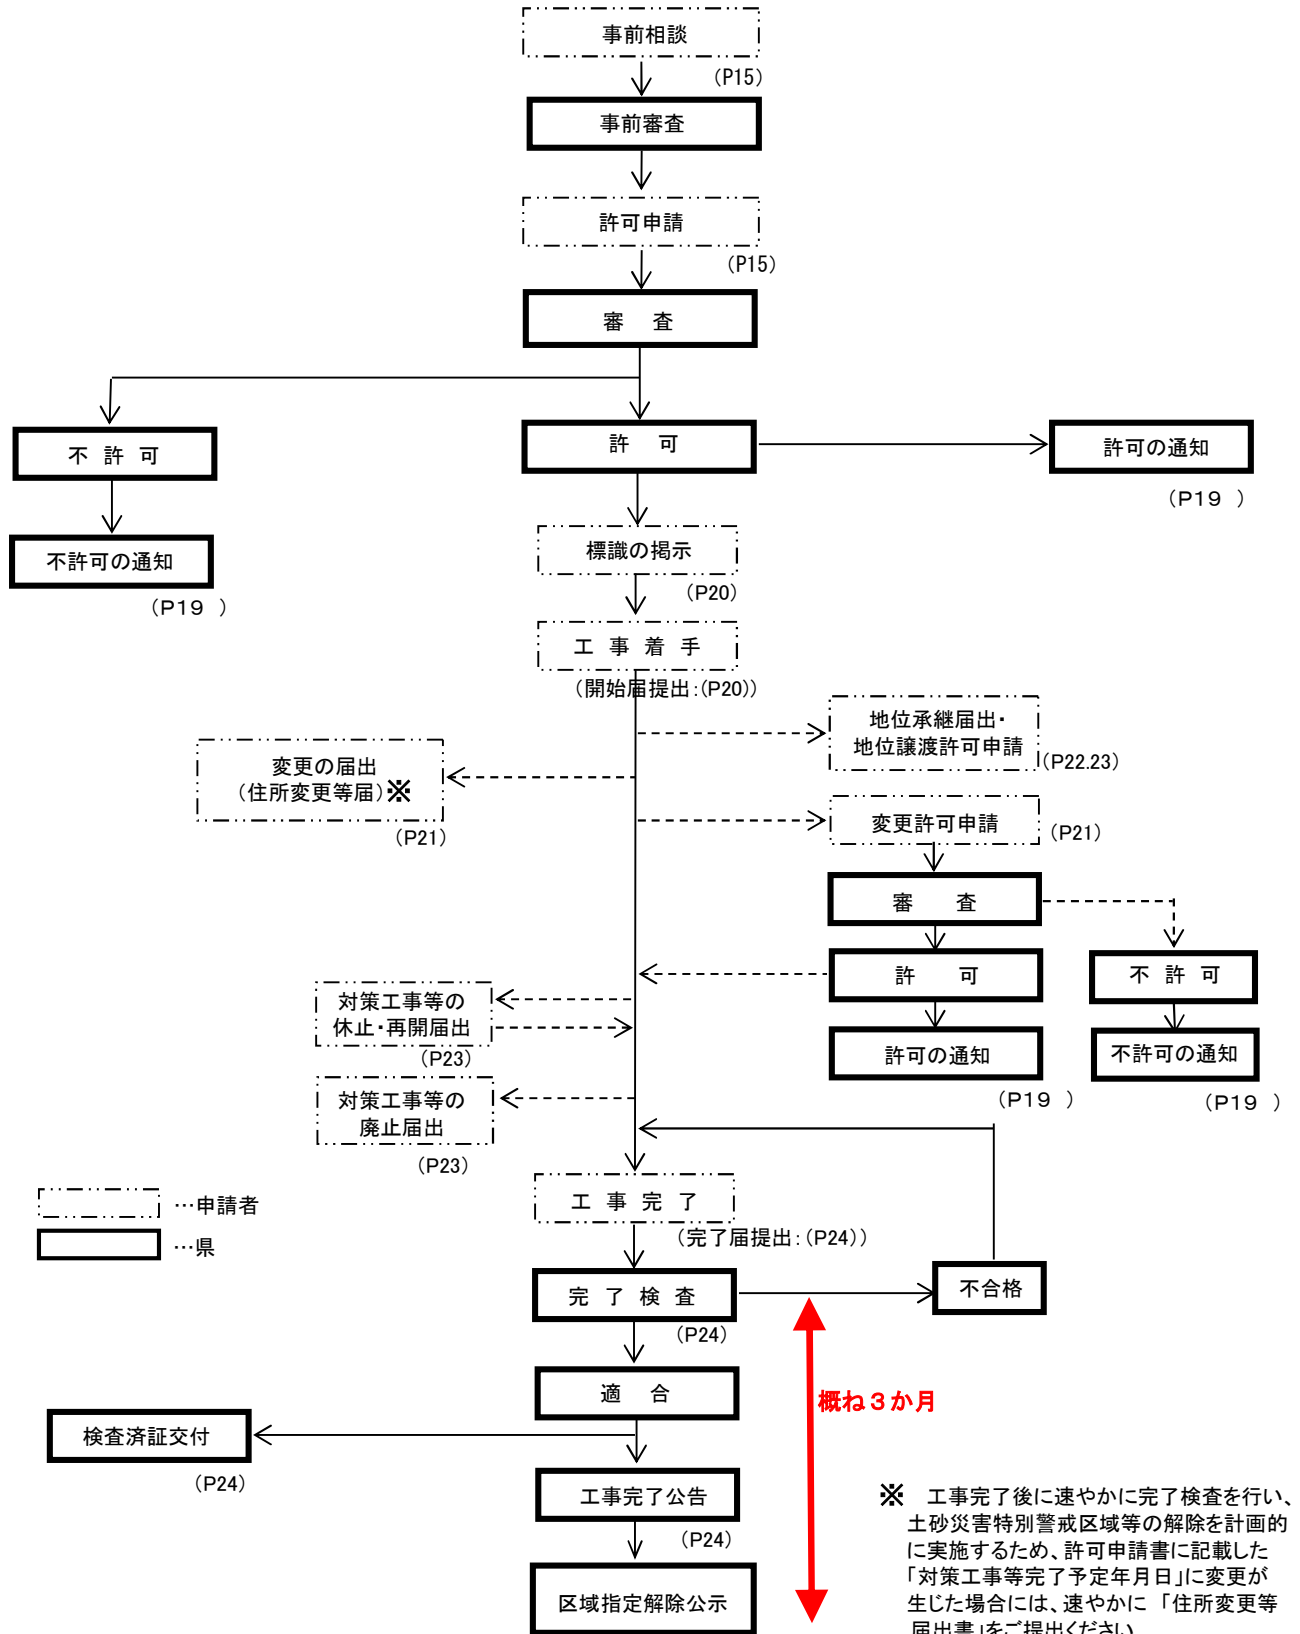 事前相談
(P15)
事前審査
許可申請
(P15)
審　査
不 許 可
許　可
許可の通知
(P19　)
不許可の通知
(P19　)
標識の掲示
(P20)
工 事 着 手
(開始届提出:(P20))
地位承継届出・
地位譲渡許可申請
(P22.23)
変更の届出
(住所変更等届)※
(P21)
変更許可申請
(P21)
審　　査
許　　可
不 許 可
対策工事等の
休止・再開届出
(P23)
許可の通知
(P19　)
不許可の通知
(P19　)
対策工事等の
廃止届出
(P23)
工 事 完 了
(完了届提出:(P24))
…申請者
…県
完 了 検 査
(P24)
不合格
適　合
概ね３か月
検査済証交付
(P24)
工事完了公告
(P24)
区域指定解除公示
※　工事完了後に速やかに完了検査を行い、
土砂災害特別警戒区域等の解除を計画的
に実施するため、許可申請書に記載した
「対策工事等完了予定年月日」に変更が
生じた場合には、速やかに「住所変更等
届出書」をご提出ください